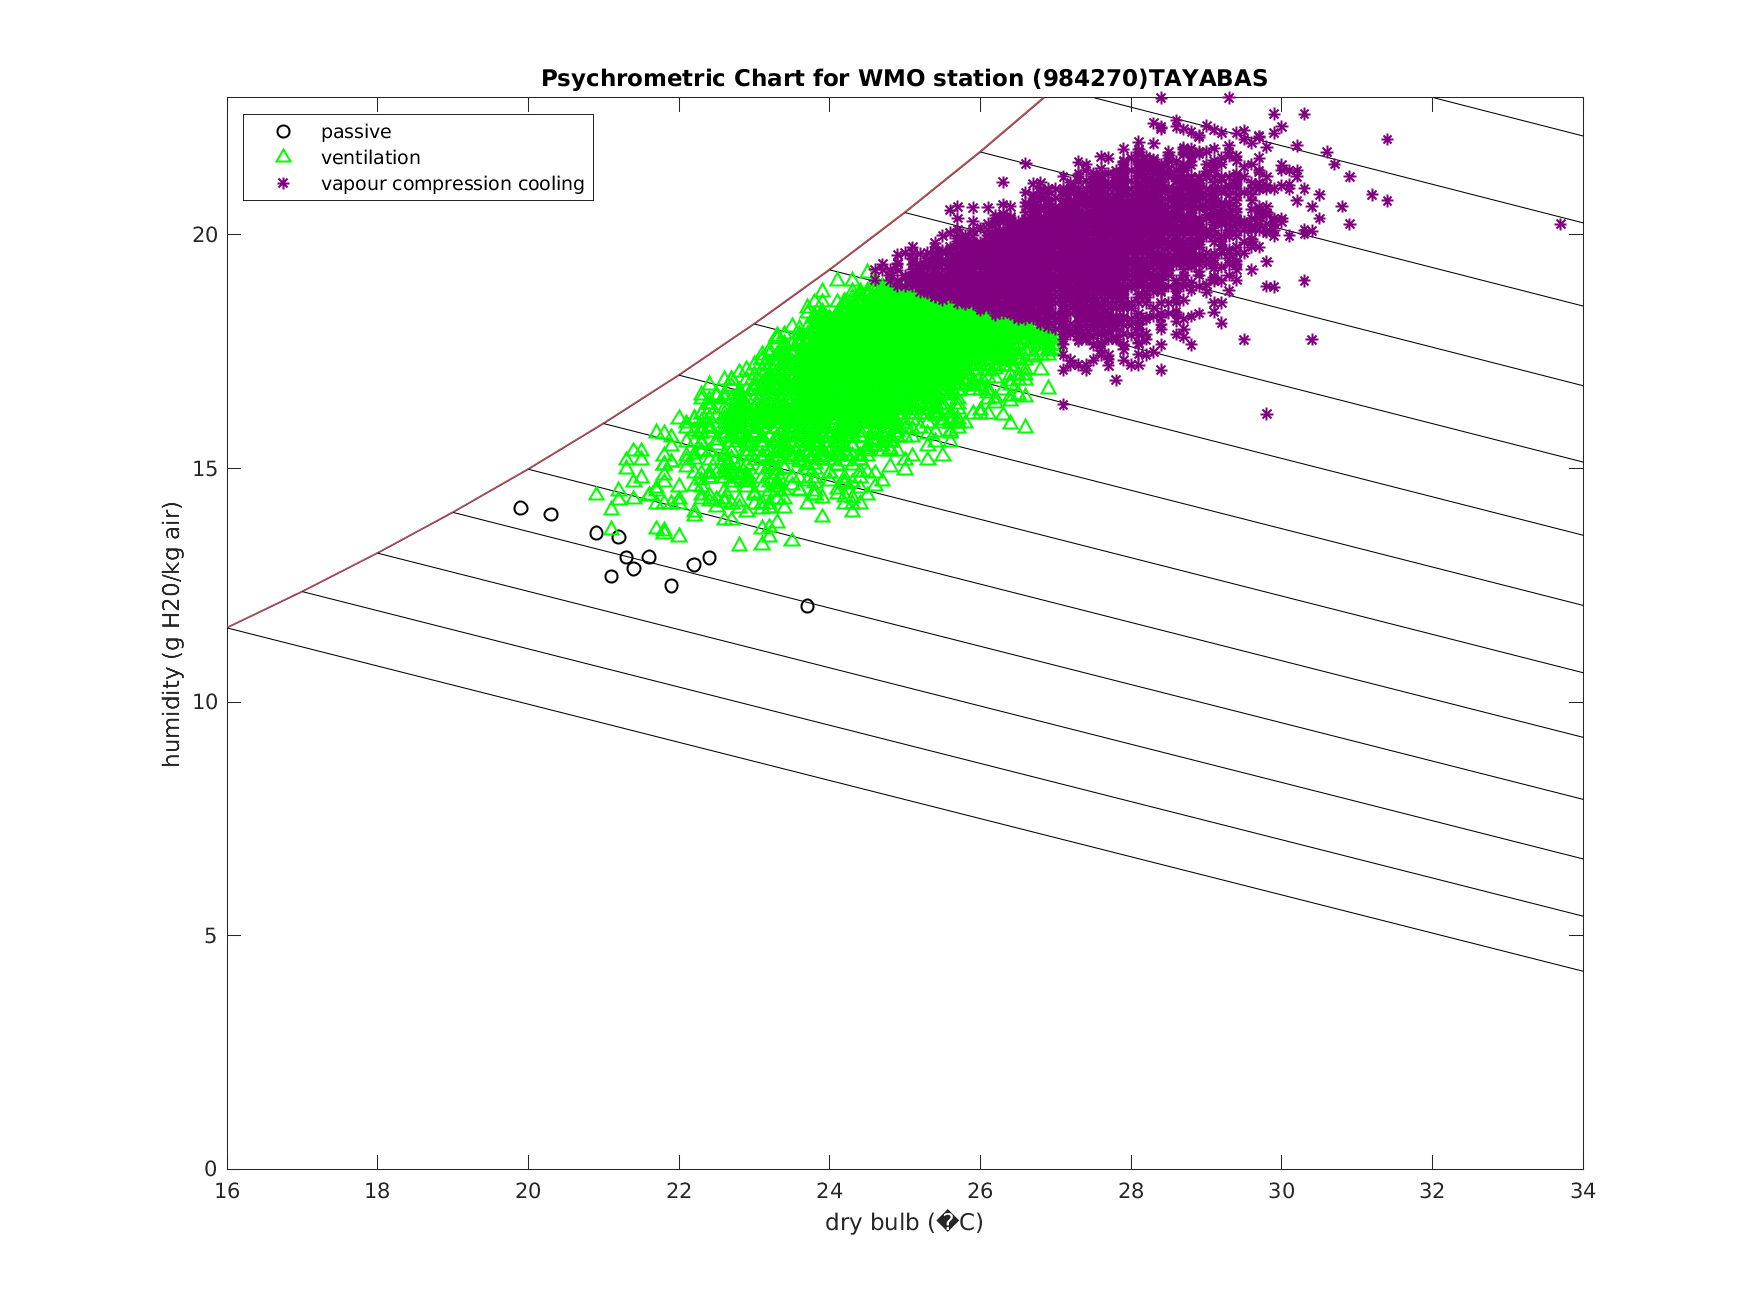 Psychrometric Chart for WMO station (984270)TAYABAS
passive
ventilation
vapour compression cooling
humidity (g H20/kg air)
20
15
10
5
0
16 18 20 22 24 26 28 30 32 34
dry bulb (�C)